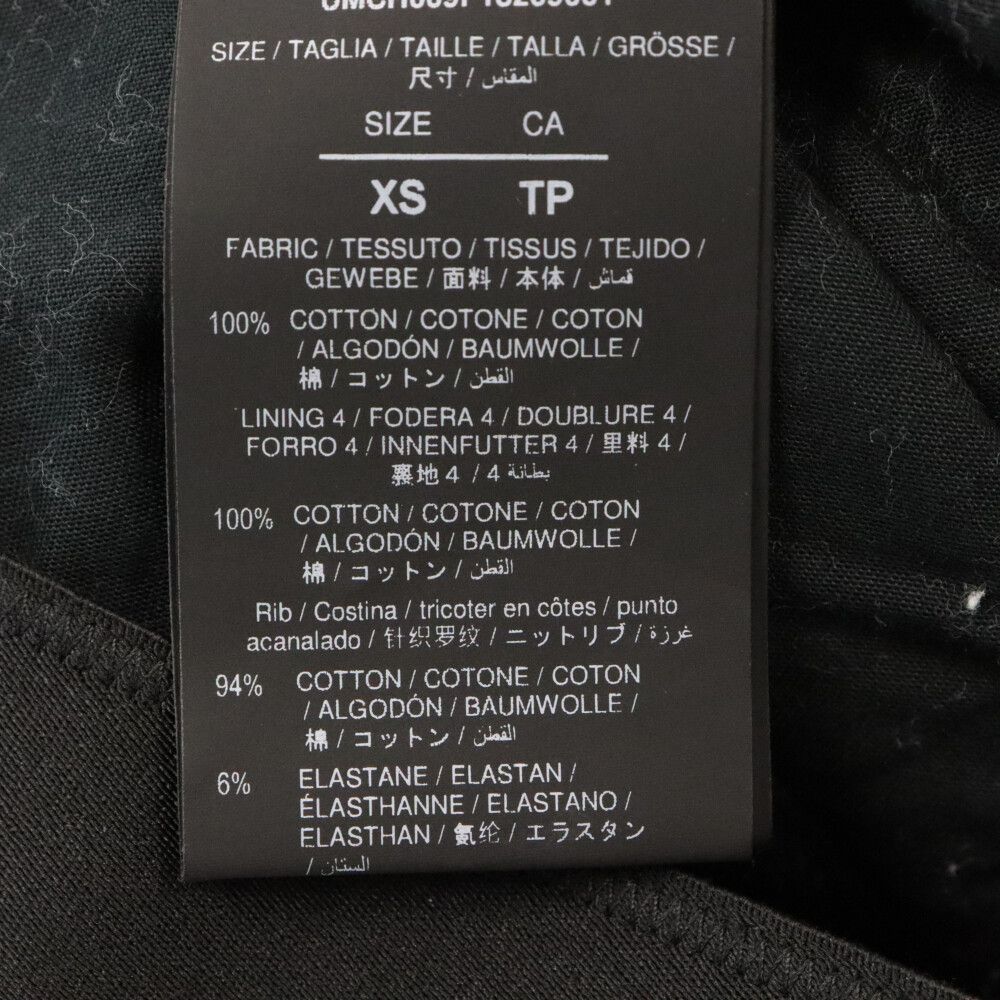 SIZE / TAGLIA / TAILLE / TALLA / GRÖSSE /
尺寸 / المقاس
SIZE CA
XS TP
FABRIC / TESSUTO / TISSUS / TEJIDO /
GEWEBE / 面料 / 本体 / قماش
100% COTTON / COTONE / COTON
/ ALGODÓN / BAUMWOLLE /
棉 / コットン / القطن
LINING 4 / FODERA 4 / DOUBLURE 4 /
FORRO 4 / INNENFUTTER 4 / 里料 4 /
裏地 4 / 4 بطانة
100% COTTON / COTONE / COTON
/ ALGODÓN / BAUMWOLLE /
棉 / コットン / القطن
Rib / Costina / tricoter en côtes / punto
acanalado / 针织罗纹 / ニットリブ / غرزة
94% COTTON / COTONE / COTON
/ ALGODÓN / BAUMWOLLE /
棉 / コットン / القطن
6% ELASTANE / ELASTAN /
ÉLASTHANNE / ELASTANO /
ELASTHAN / 氨纶 / エラスタン
/ الستان